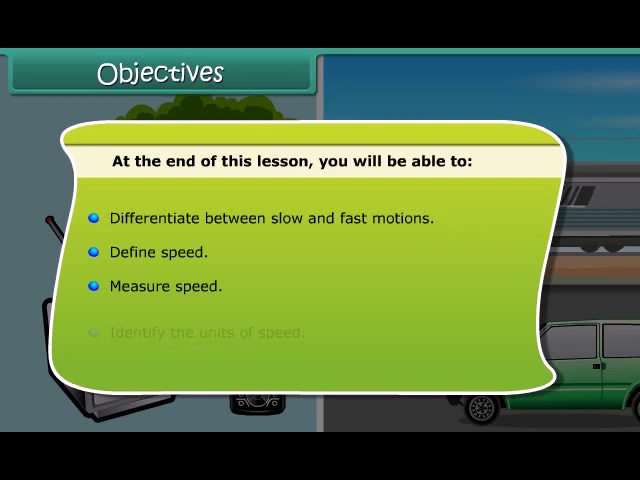 Objectives
At the end of this lesson, you will be able to:
Differentiate between slow and fast motions.
Define speed.
Measure speed.
Identify the units of speed.